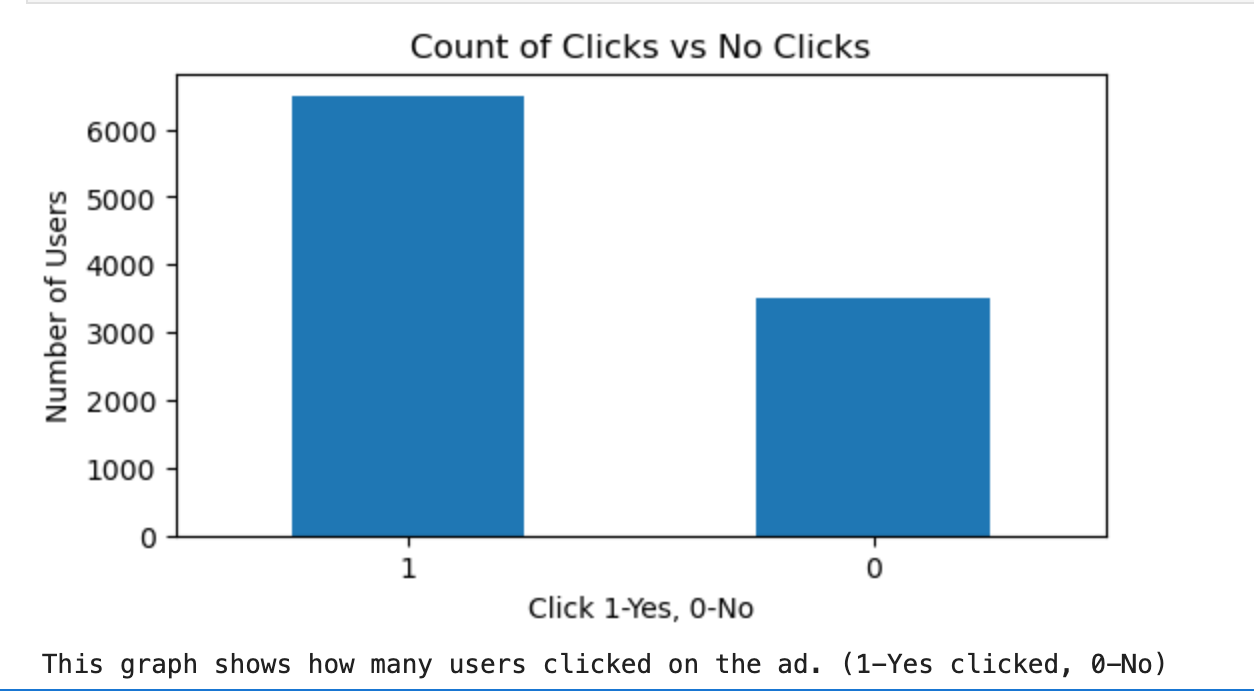 Count of Clicks vs No Clicks
6000
5000
4000
3000
2000
1000
0
Number of Users
1 0
Click 1-Yes, 0-No
This graph shows how many users clicked on the ad. (1–Yes clicked, 0–No)